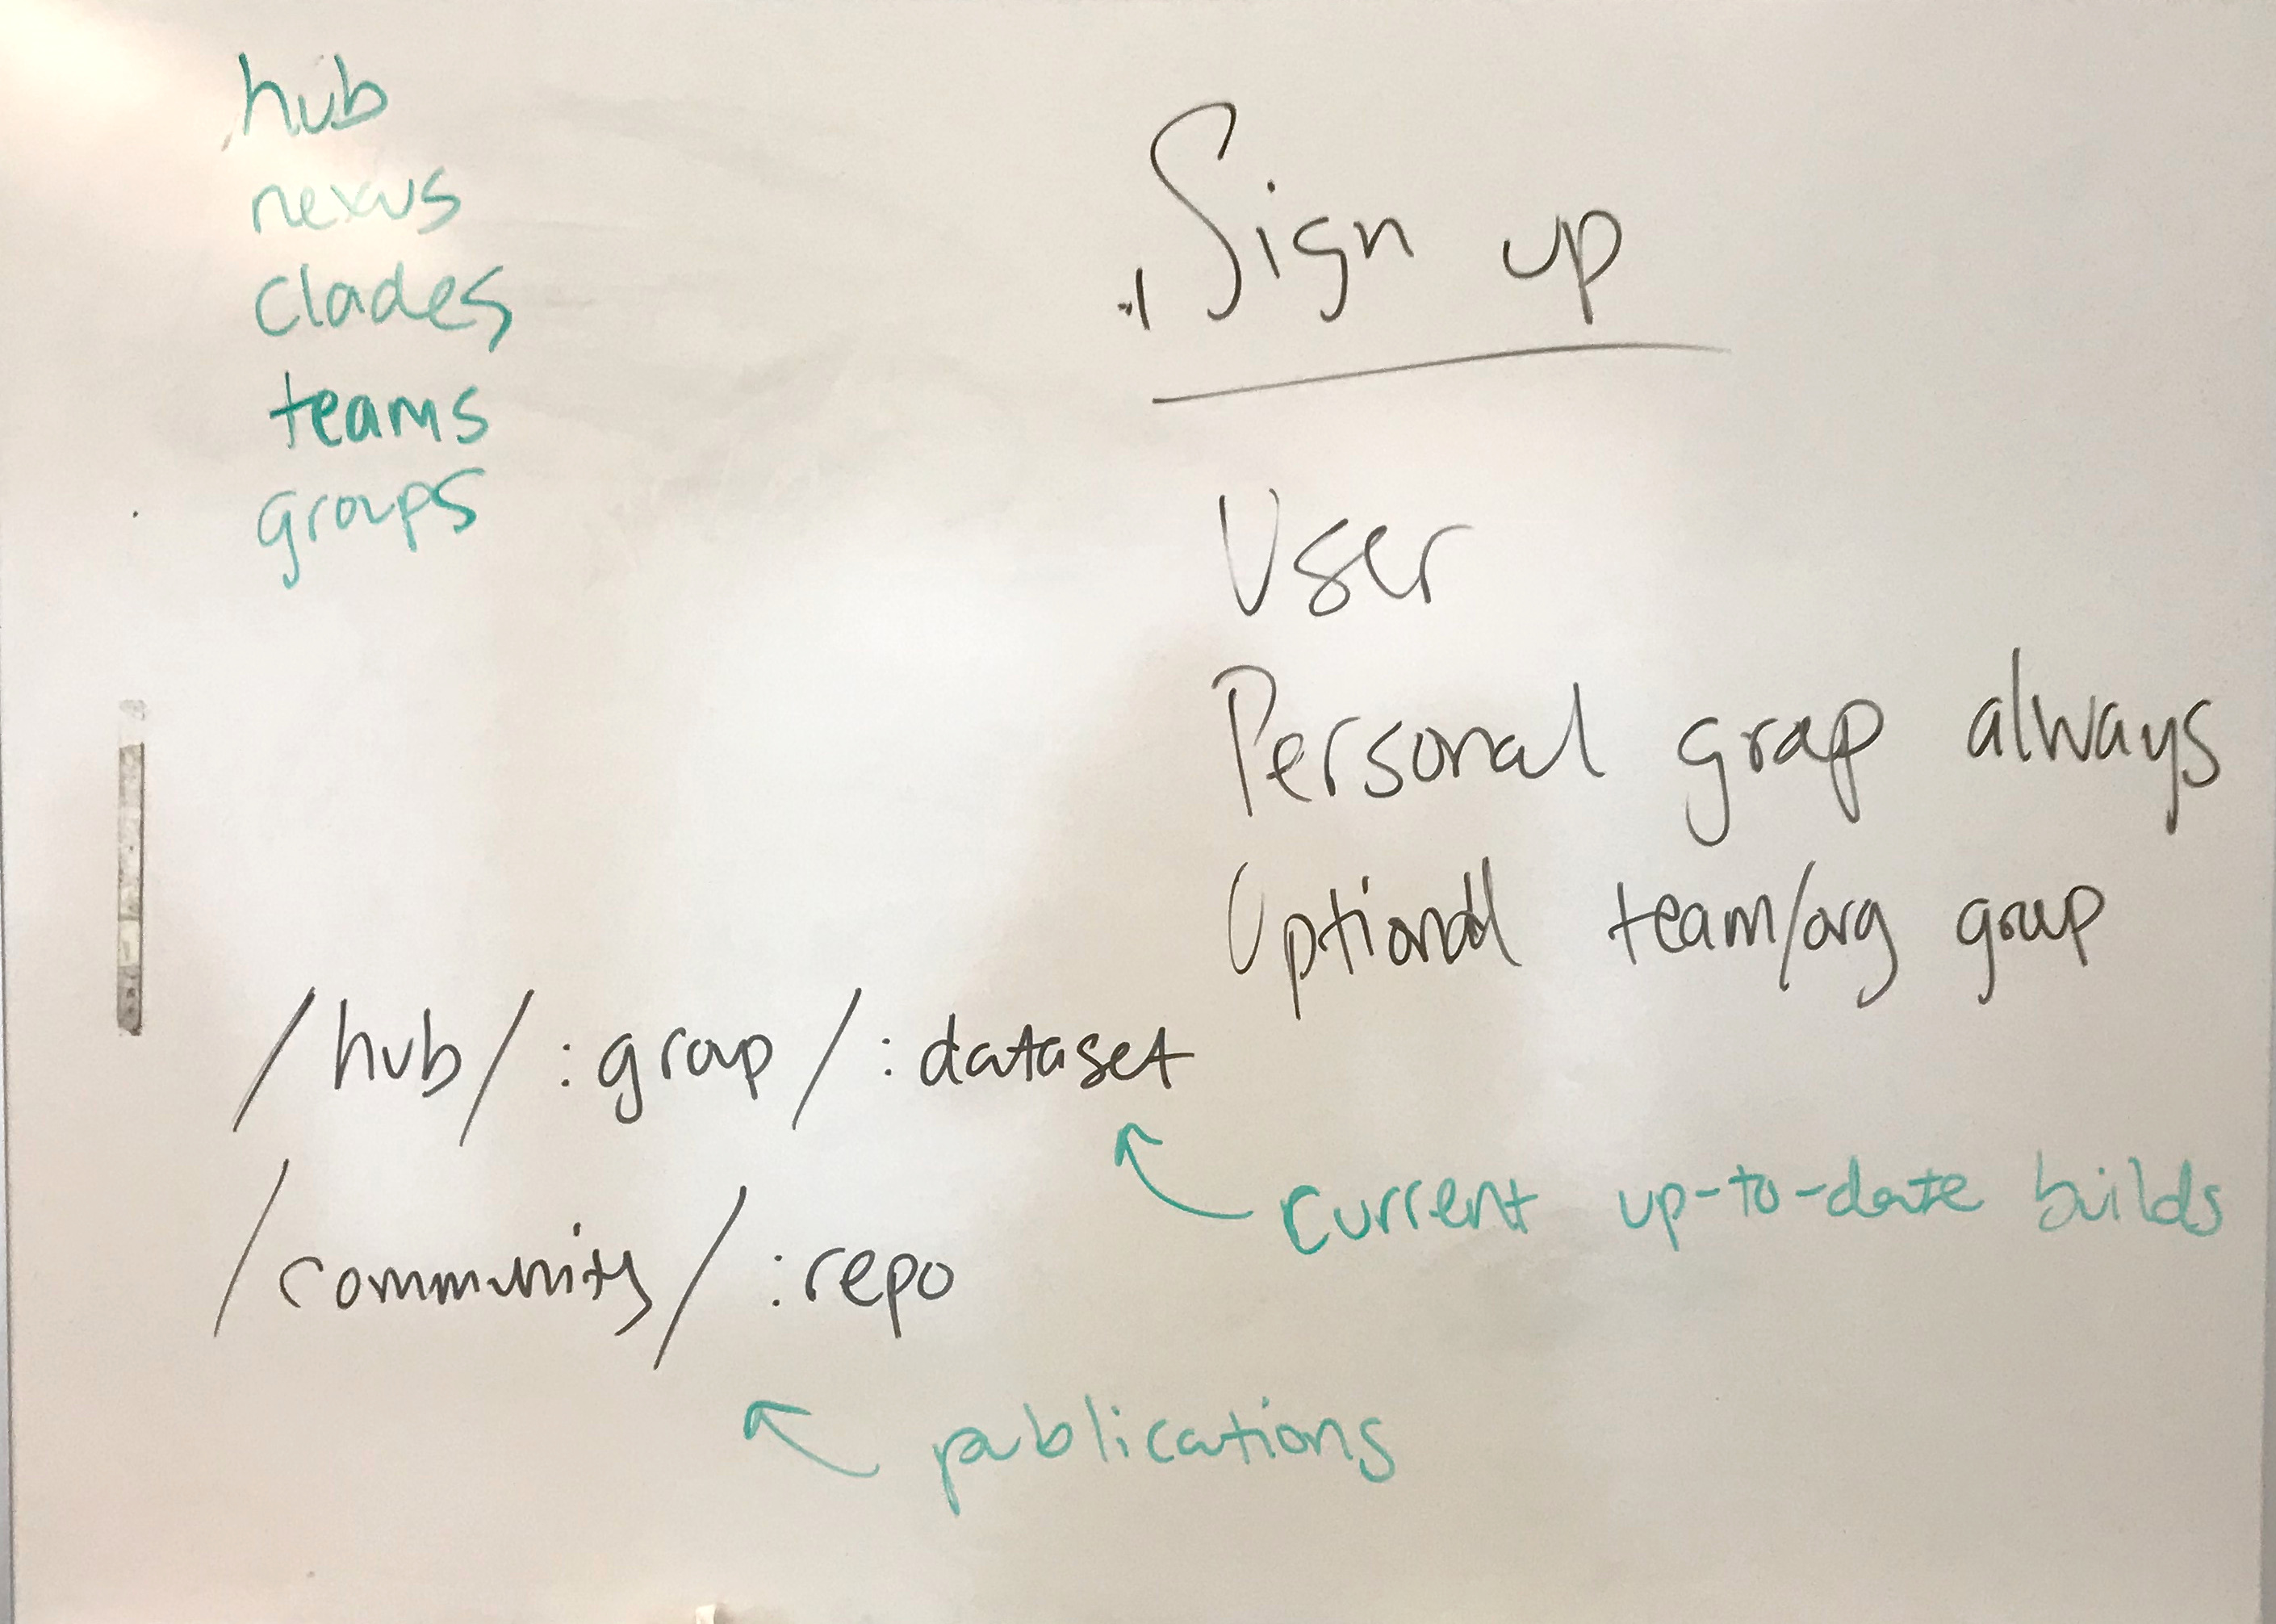 hub
nexus
clades
teams
groups
Sign up
User
Personal group always
Optional team/org group
/hub/:group/:dataset
current up-to-date builds
/community/:repo
publications